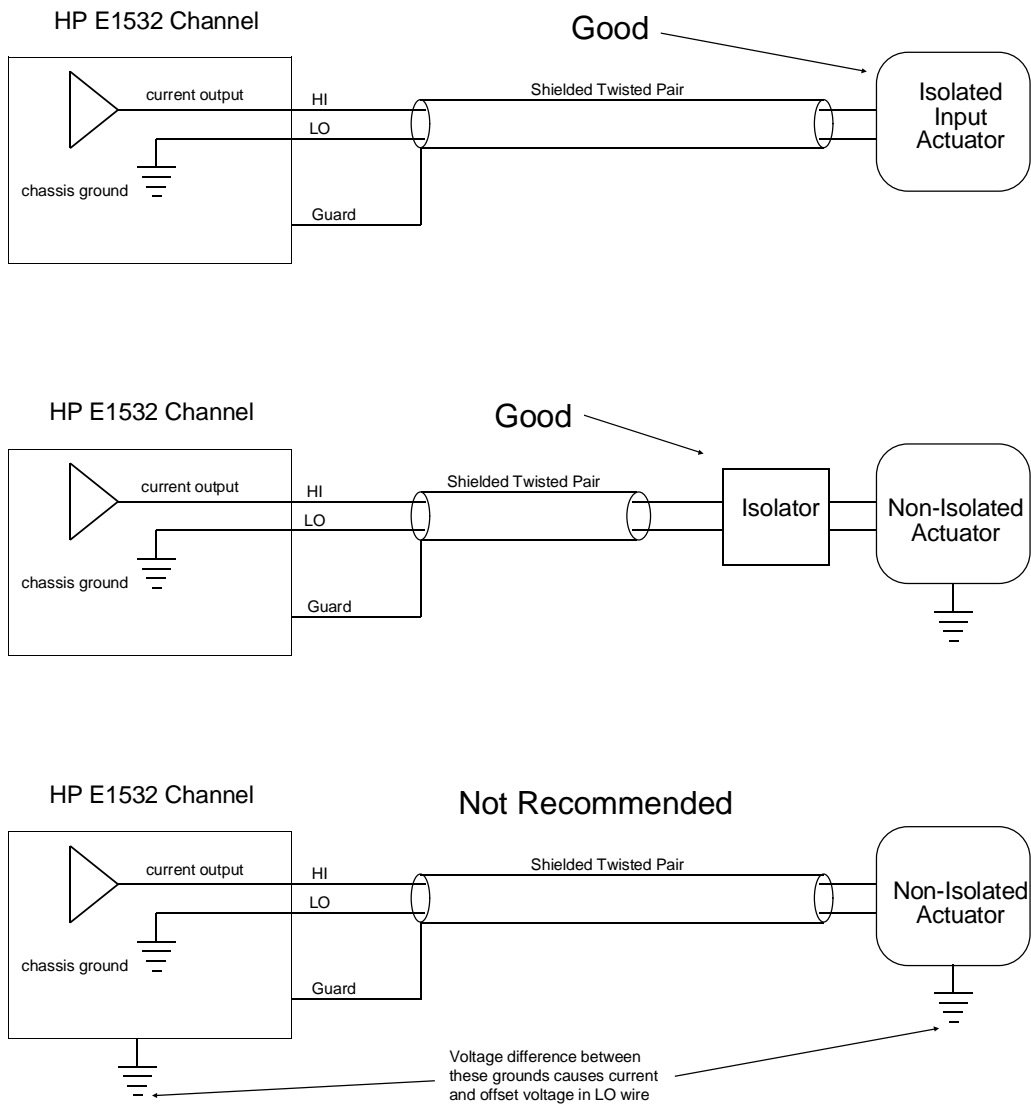 HP E1532 Channel
Good
current output
HI
Shielded Twisted Pair
Isolated
Input
Actuator
LO
chassis ground
Guard
HP E1532 Channel
Good
current output
HI
Shielded Twisted Pair
Isolator
Non-Isolated
Actuator
LO
chassis ground
Guard
HP E1532 Channel
Not Recommended
current output
HI
Shielded Twisted Pair
Non-Isolated
Actuator
LO
chassis ground
Guard
Voltage difference between
these grounds causes current
and offset voltage in LO wire